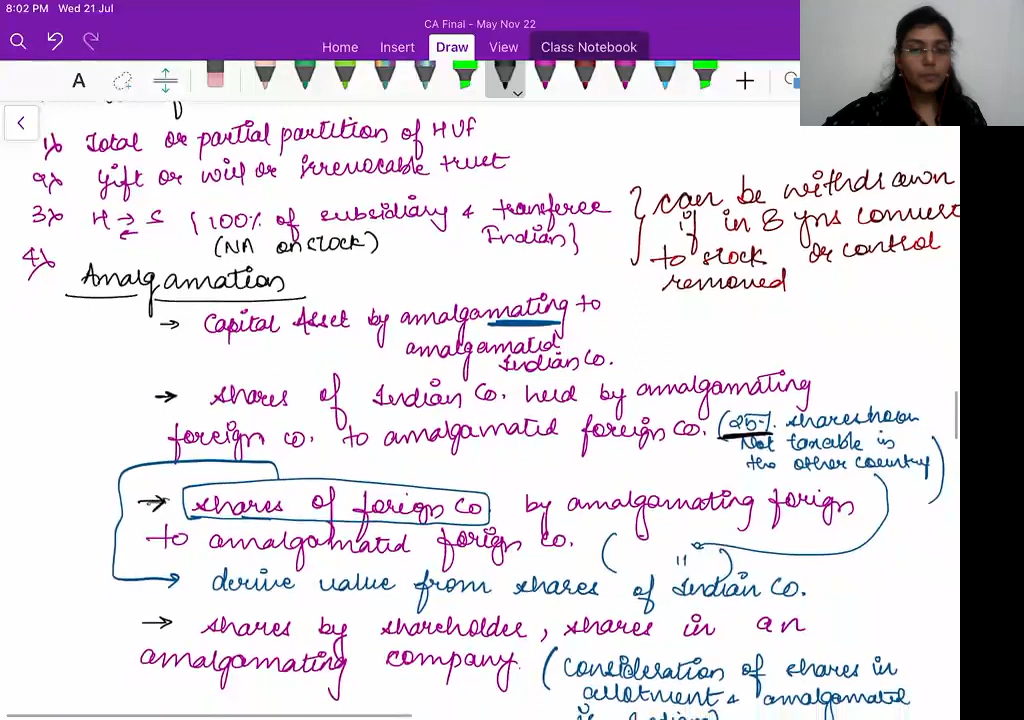 8:02 PM Wed 21 Jul
CA Final - May Nov 22
Home Insert Draw View Class Notebook
A
1) Total or partial partition of HUF
2) Gift or will or irrevocable trust
3) H → S { 100% of subsidiary & transferee
Indian}
(NA on stock)
} can be withdrawn
if in 8 yrs convert
to stock or control
removed
4)
Amalgamation
→ Capital Asset by amalgamating to
amalgamated
Indian Co.
→ shares of Indian Co. held by amalgamating
foreign co. to amalgamated foreign co. (25%
Not taxable in
the other country)
→ shares of foreign co by amalgamating forign
to amalgamated forign co. ( " )
→ derive value from shares of Indian Co.
→ shares by shareholder, shares in an
amalgamating company. (consideration of shares in
allotment & amalgamated